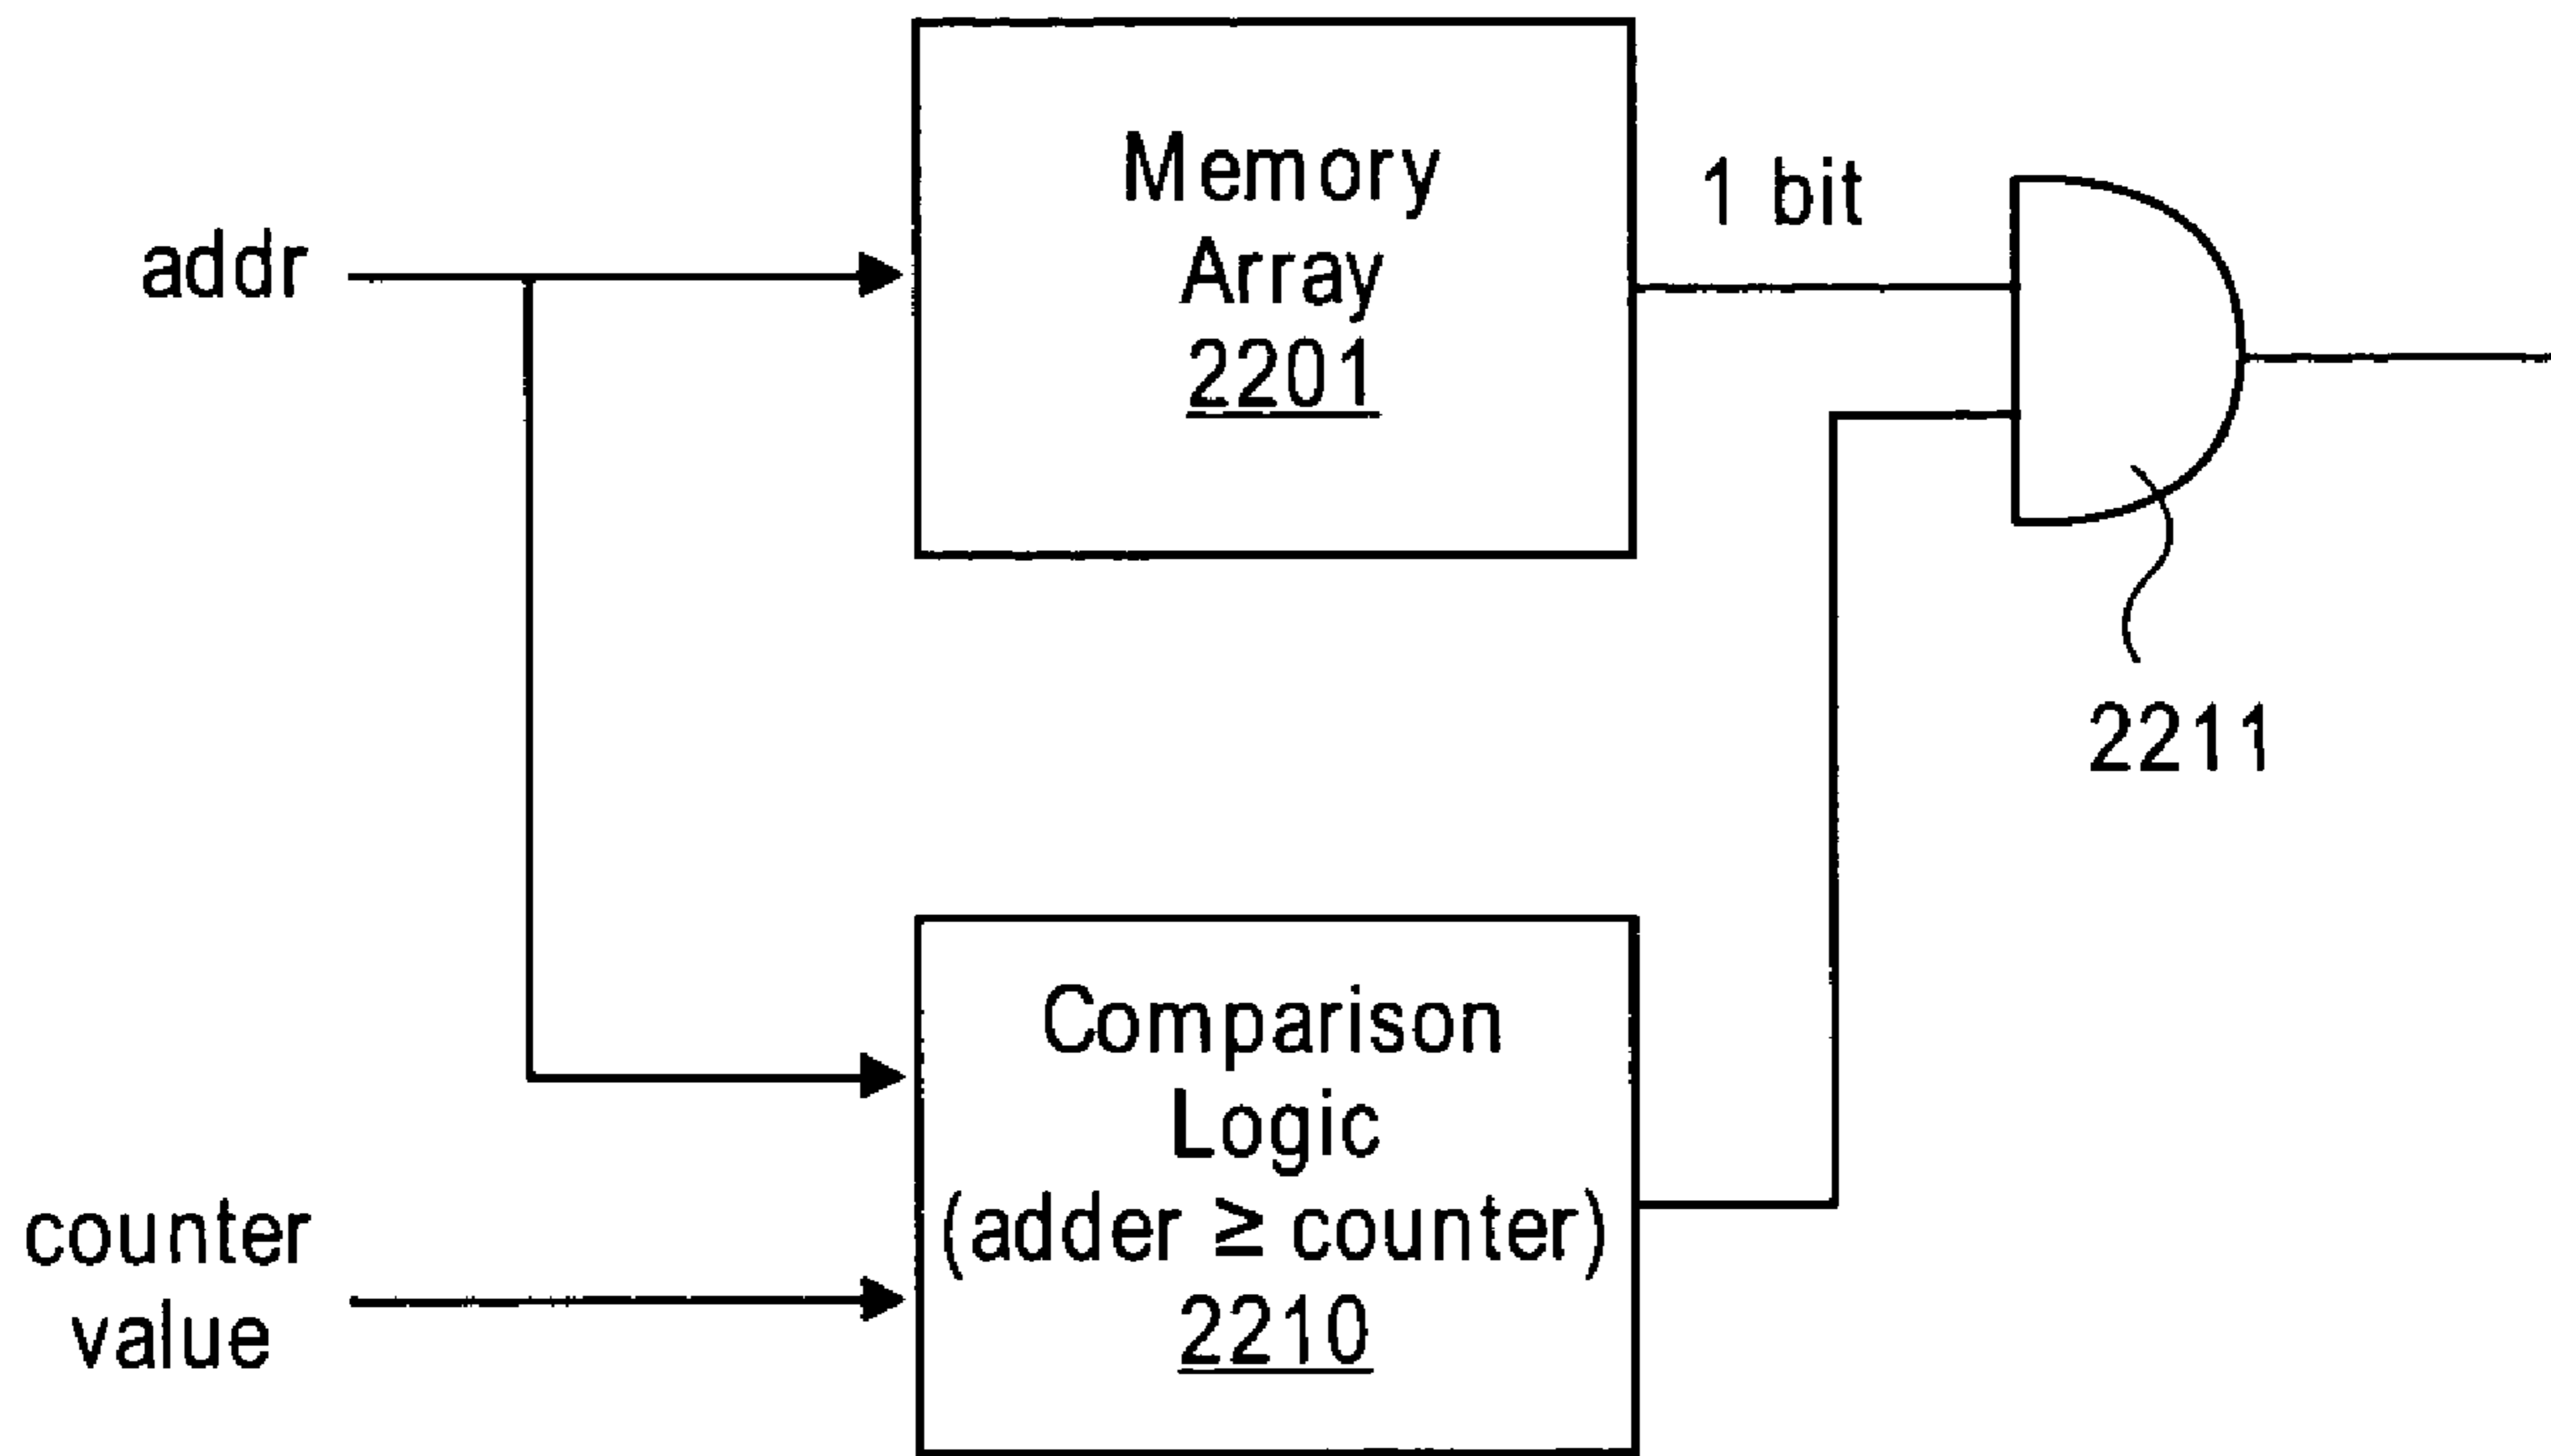 Memory
Array
2201
1 bit
addr
2211
Comparison
Logic
(adder ≥ counter)
2210
counter
value